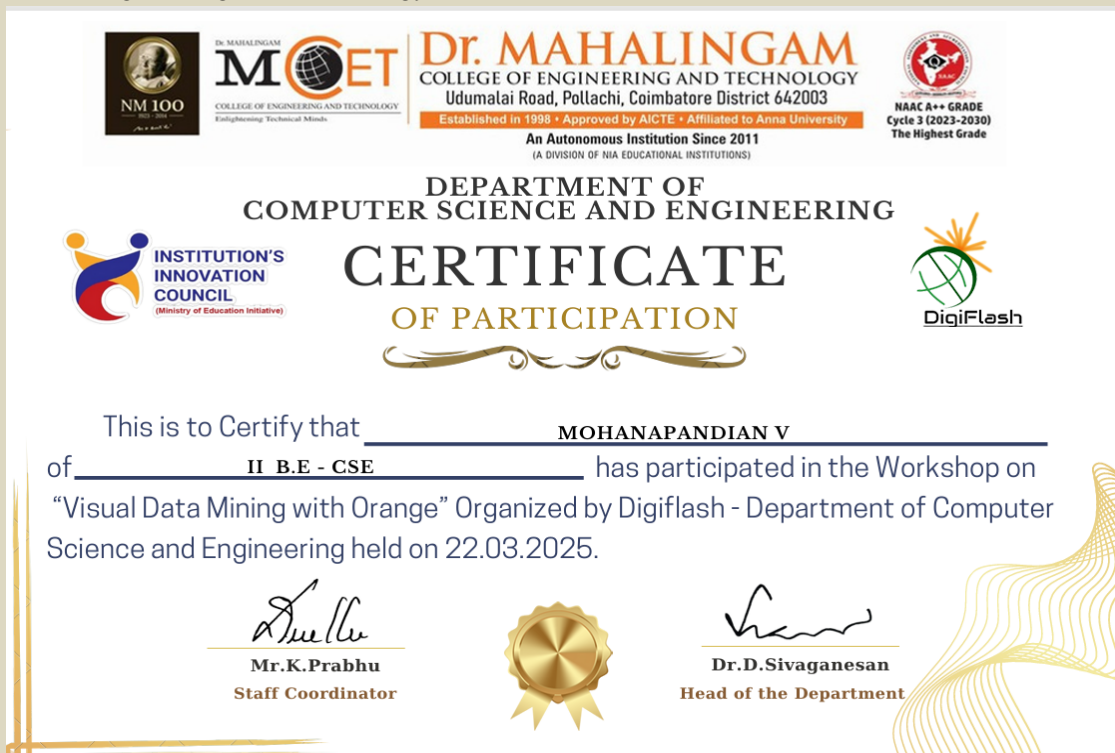 NM 100
1923 - 2014
Dr. MAHALINGAM
MCET
COLLEGE OF ENGINEERING AND TECHNOLOGY
Enlightening Technical Minds
Dr. MAHALINGAM
COLLEGE OF ENGINEERING AND TECHNOLOGY
Udumalai Road, Pollachi, Coimbatore District 642003
Established in 1998 • Approved by AICTE • Affiliated to Anna University
An Autonomous Institution Since 2011
(A DIVISION OF NIA EDUCATIONAL INSTITUTIONS)
NAAC
NAAC A++ GRADE
Cycle 3 (2023-2030)
The Highest Grade
DEPARTMENT OF
COMPUTER SCIENCE AND ENGINEERING
INSTITUTION'S
INNOVATION
COUNCIL
(Ministry of Education Initiative)
CERTIFICATE
OF PARTICIPATION
DigiFlash
This is to Certify that MOHANAPANDIAN V
of II B.E - CSE has participated in the Workshop on
“Visual Data Mining with Orange” Organized by Digiflash - Department of Computer
Science and Engineering held on 22.03.2025.
Mr.K.Prabhu
Staff Coordinator
Dr.D.Sivaganesan
Head of the Department